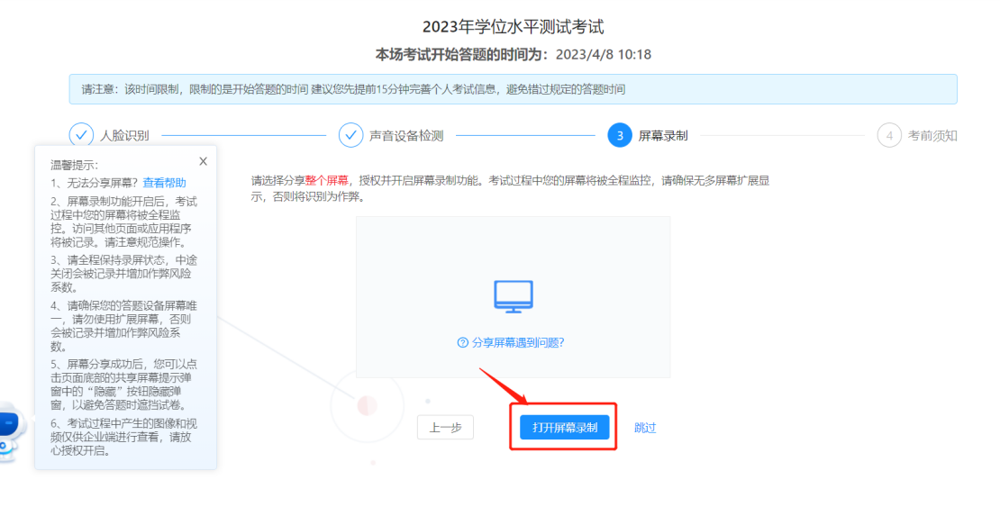 2023年学位水平测试考试
本场考试开始答题的时间为：2023/4/8 10:18
请注意：该时间限制，限制的是开始答题的时间 建议您先提前15分钟完善个人考试信息，避免错过规定的答题时间
人脸识别
声音设备检测
3 屏幕录制
4 考前须知
温馨提示：
X
1、无法分享屏幕？查看帮助
2、屏幕录制功能开启后，考试
过程中您的屏幕将被全程监
控。访问其他页面或应用程序
将被记录。请注意规范操作。
3、请全程保持录屏状态，中途
关闭会被记录并增加作弊风险
系数。
4、请确保您的答题设备屏幕唯
一，请勿使用扩展屏幕，否则
会被记录并增加作弊风险系
数。
5、屏幕分享成功后，您可以点
击页面底部的共享屏幕提示弹
窗中的“隐藏”按钮隐藏弹
窗，以避免答题时遮挡试卷。
6、考试过程中产生的图像和视
频仅供企业端进行查看，请放
心授权开启。
请选择分享整个屏幕，授权并开启屏幕录制功能。考试过程中您的屏幕将被全程监控，请确保无多屏幕扩展显
示，否则将识别为作弊。
? 分享屏幕遇到问题?
上一步
打开屏幕录制
跳过